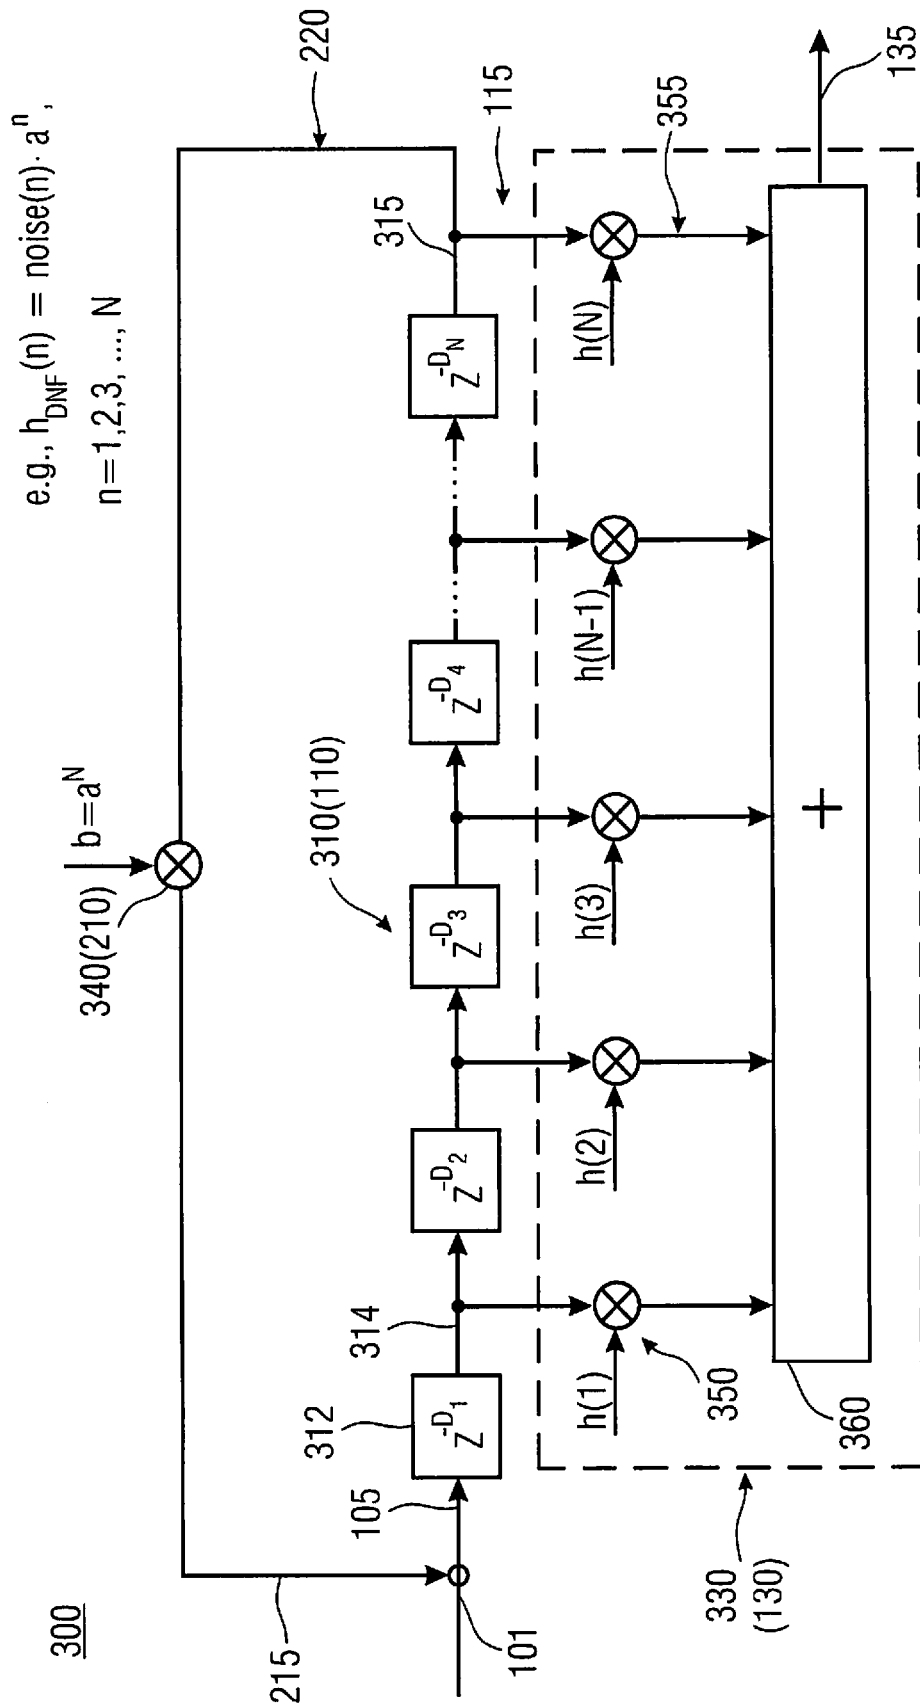 300
e.g., h_DNF(n) = noise(n)· a^n ,
n=1,2,3, ..., N
b=a^N
340(210)
220
215
310(110)
312
314
315
115
101
105
z^-D_1
z^-D_2
z^-D_3
z^-D_4
z^-D_N
h(1)
h(2)
h(3)
h(N-1)
h(N)
350
355
+
360
135
330
(130)